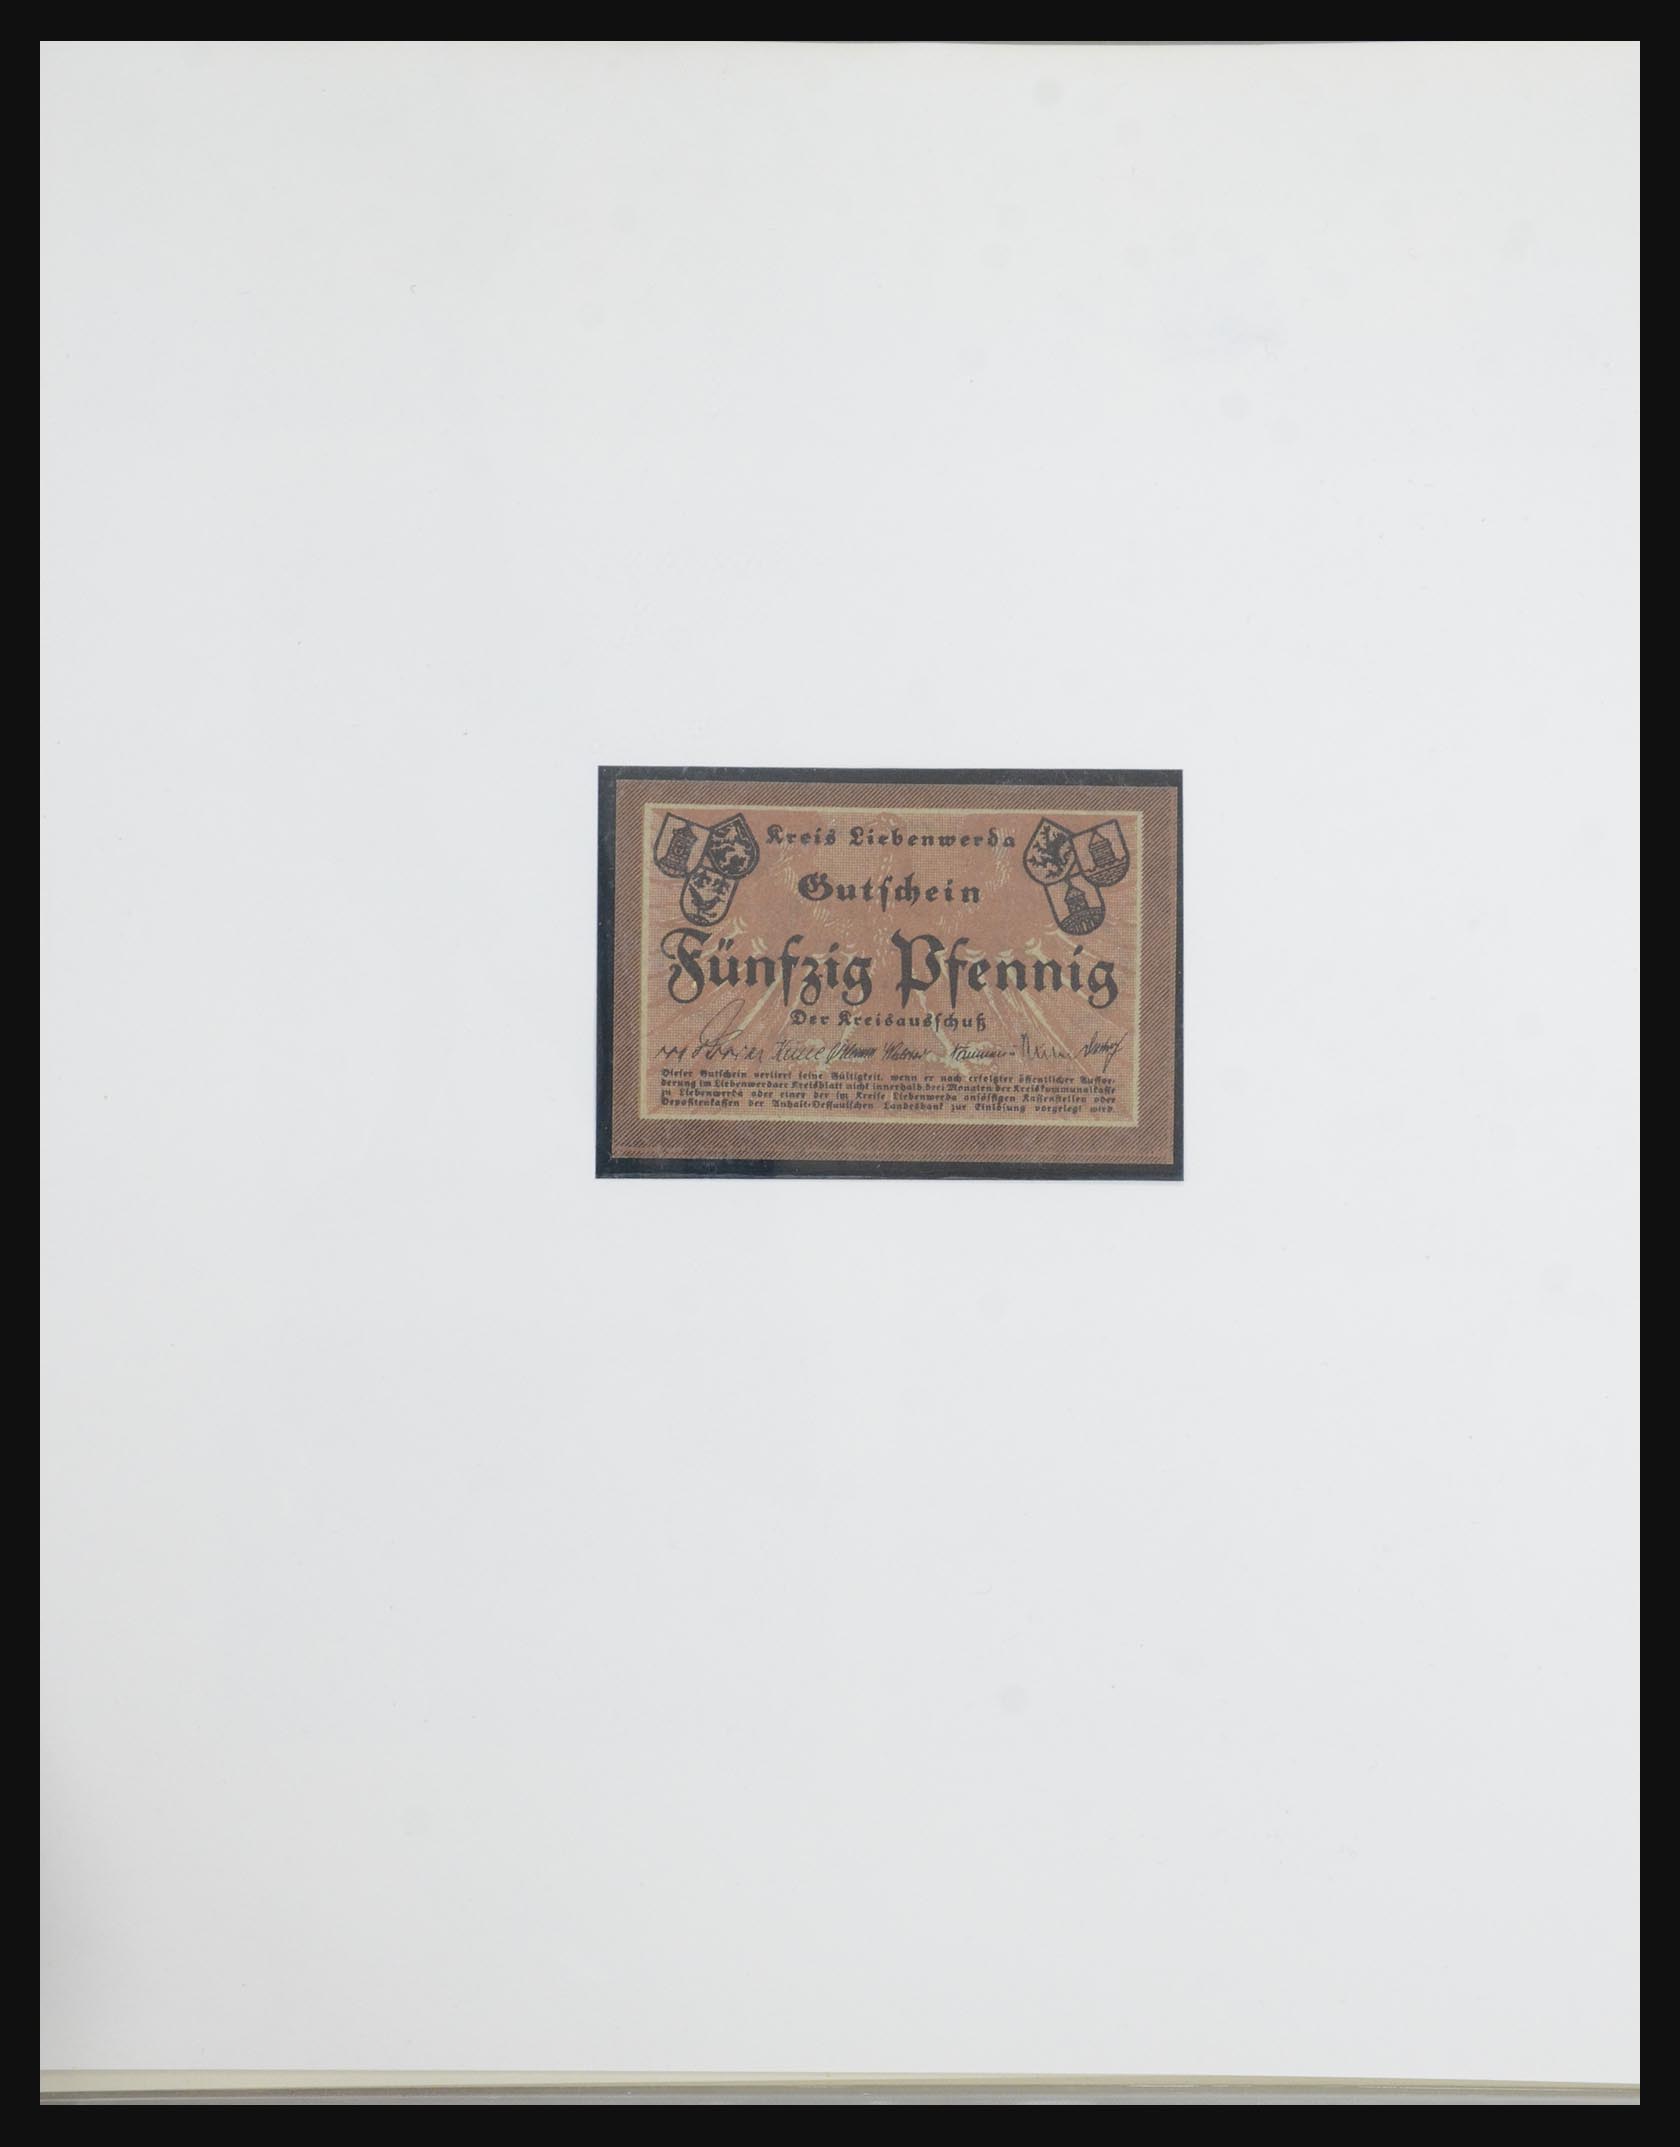 Kreis Liebenwerda
Gutschein
Fünfzig Pfennig
Der Kreisausschuß
Dieser Gutschein verliert seine Gültigkeit, wenn er nach erfolgter öffentlicher Auffor-
derung im Liebenwerdaer Kreisblatt nicht innerhalb drei Monaten der Kreiskommunalkasse
zu Liebenwerda oder einer der im Kreise Liebenwerda ansässigen Kassenstellen oder
Depositenkassen der Anhalt-Dessauischen Landesbank zur Einlösung vorgelegt wird.